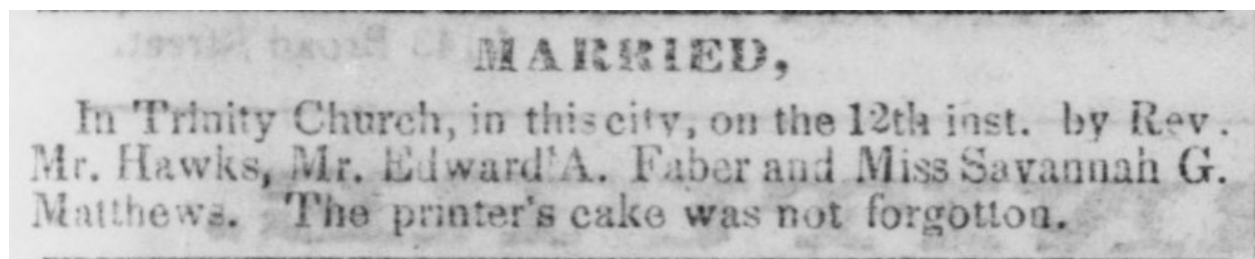 MARRIED,
In Trinity Church, in this city, on the 12th inst. by Rev.
Mr. Hawks, Mr. Edward A. Faber and Miss Savannah G.
Matthews. The printer's cake was not forgotton.